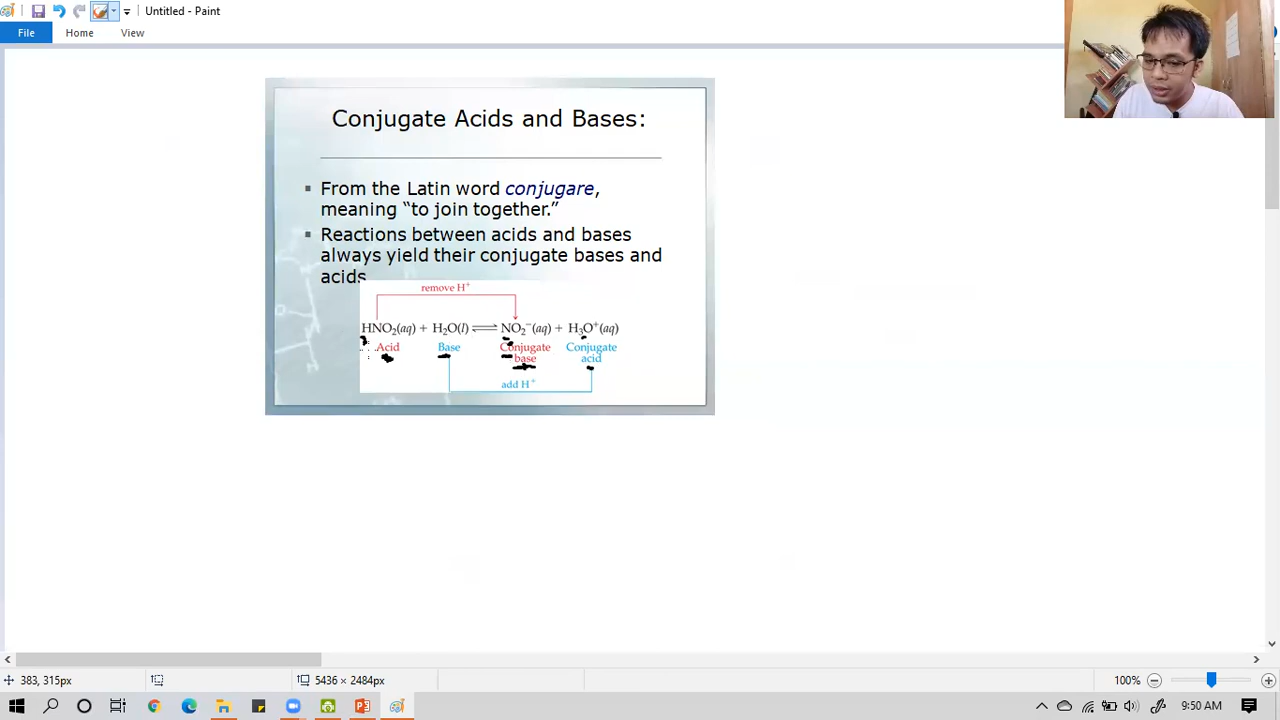 Untitled - Paint
File Home View
Conjugate Acids and Bases:
From the Latin word conjugare,
meaning “to join together.”
Reactions between acids and bases
always yield their conjugate bases and
acids
remove H⁺
HNO₂(aq) + H₂O(l) ⇌ NO₂⁻(aq) + H₃O⁺(aq)
Acid Base Conjugate base Conjugate acid
add H⁺
383, 315px
5436 × 2484px
100%
9:50 AM